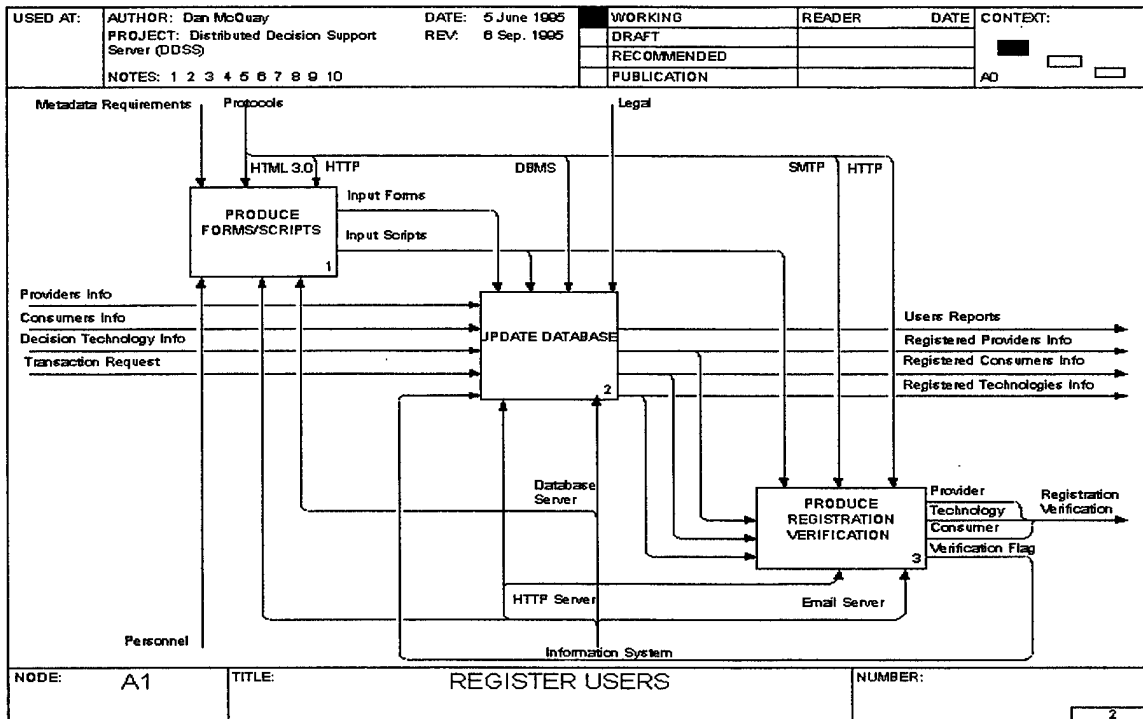 USED AT:
AUTHOR: Dan McQuay
DATE: 5 June 1995
PROJECT: Distributed Decision Support
Server (DDSS)
REV: 6 Sep. 1995
NOTES: 1 2 3 4 5 6 7 8 9 10
WORKING
DRAFT
RECOMMENDED
PUBLICATION
READER
DATE
CONTEXT:
A0
Metadata Requirements
Protocols
Legal
HTML 3.0
HTTP
DBMS
SMTP
HTTP
PRODUCE
FORMS/SCRIPTS
1
Input Forms
Input Scripts
Providers Info
Consumers Info
Decision Technology Info
Transaction Request
UPDATE DATABASE
2
Users Reports
Registered Providers Info
Registered Consumers Info
Registered Technologies Info
Database
Server
PRODUCE
REGISTRATION
VERIFICATION
3
Provider
Technology
Consumer
Verification Flag
Registration
Verification
HTTP Server
Email Server
Personnel
Information System
NODE:
A1
TITLE:
REGISTER USERS
NUMBER:
2